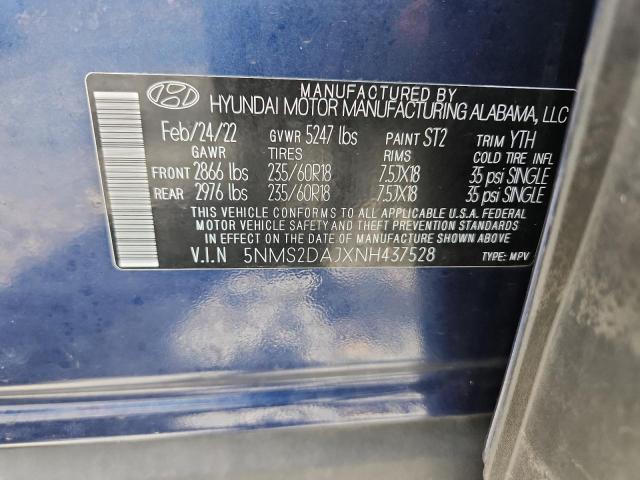 MANUFACTURED BY
HYUNDAI MOTOR MANUFACTURING ALABAMA, LLC
Feb/24/22 GVWR 5247 lbs PAINT ST2 TRIM YTH
GAWR TIRES RIMS COLD TIRE INFL
FRONT 2866 lbs 235/60R18 7.5JX18 35 psi SINGLE
REAR 2976 lbs 235/60R18 7.5JX18 35 psi SINGLE
THIS VEHICLE CONFORMS TO ALL APPLICABLE U.S.A. FEDERAL
MOTOR VEHICLE SAFETY AND THEFT PREVENTION STANDARDS
IN EFFECT ON THE DATE OF MANUFACTURE SHOWN ABOVE.
V.I.N 5NMS2DAJXNH437528 TYPE: MPV